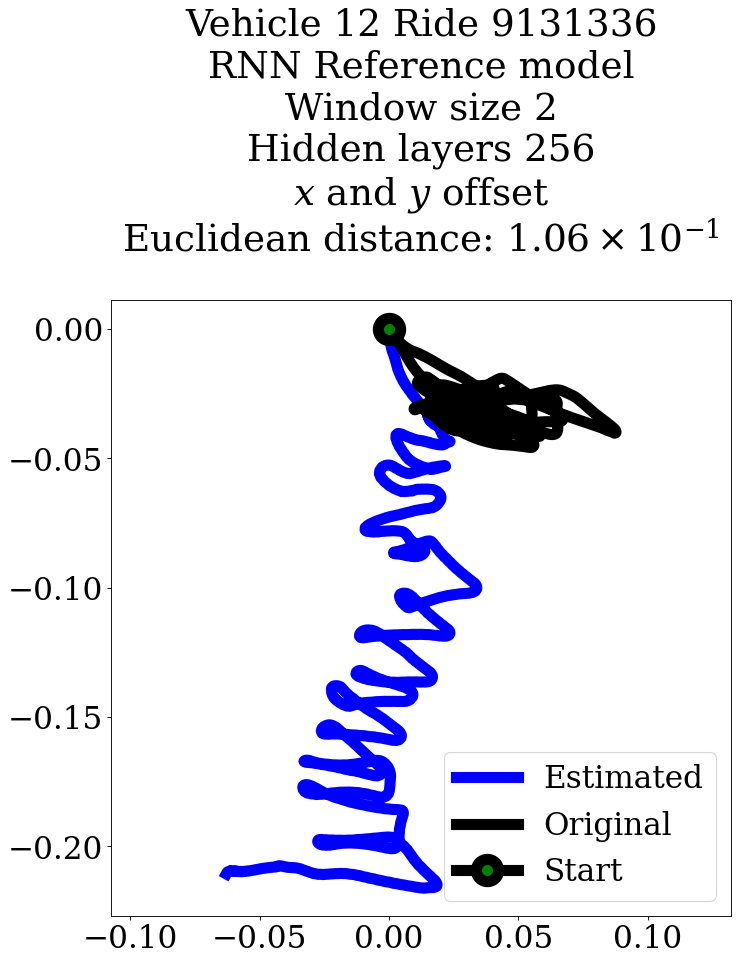 Vehicle 12 Ride 9131336
RNN Reference model
Window size 2
Hidden layers 256
x and y offset
Euclidean distance: 1.06 × 10⁻¹
0.00
−0.05
−0.10
−0.15
−0.20
Estimated
Original
Start
−0.10 −0.05 0.00 0.05 0.10